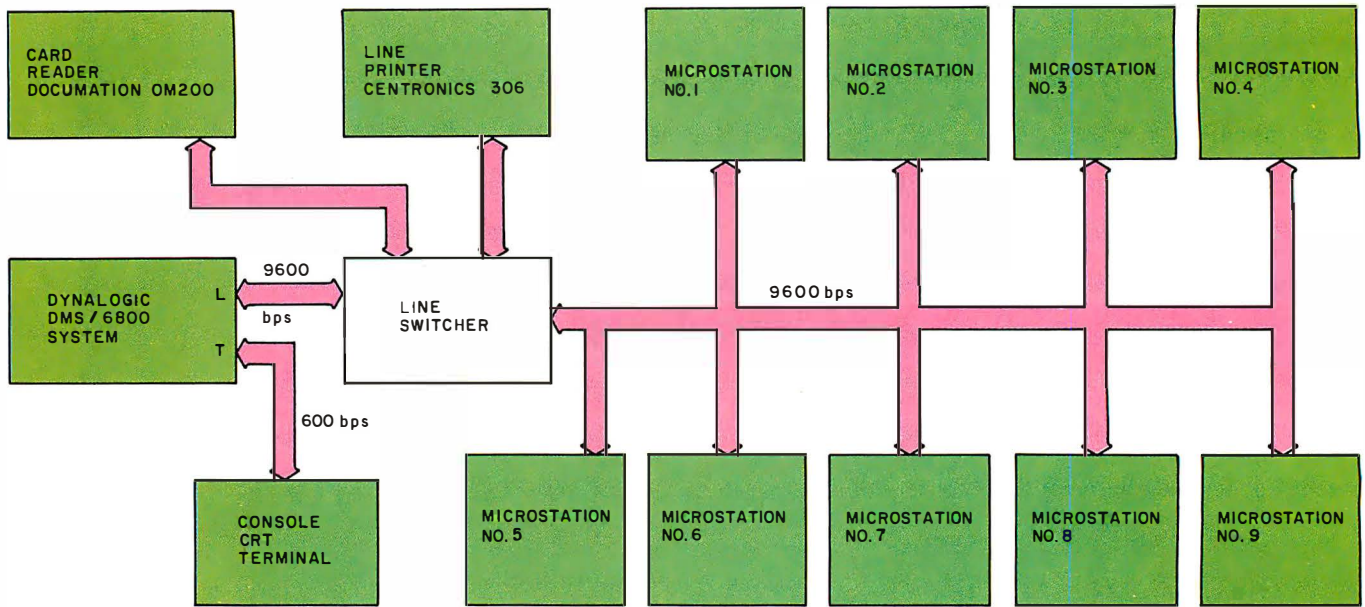 CARD
READER
DOCUMATION OM200
LINE
PRINTER
CENTRONICS 306
MICROSTATION
NO.1
MICROSTATION
NO.2
MICROSTATION
NO.3
MICROSTATION
NO.4
DYNALOGIC
DMS/6800
SYSTEM
L
T
9600
bps
LINE
SWITCHER
9600 bps
600 bps
CONSOLE
CRT
TERMINAL
MICROSTATION
NO.5
MICROSTATION
NO.6
MICROSTATION
NO.7
MICROSTATION
NO.8
MICROSTATION
NO.9